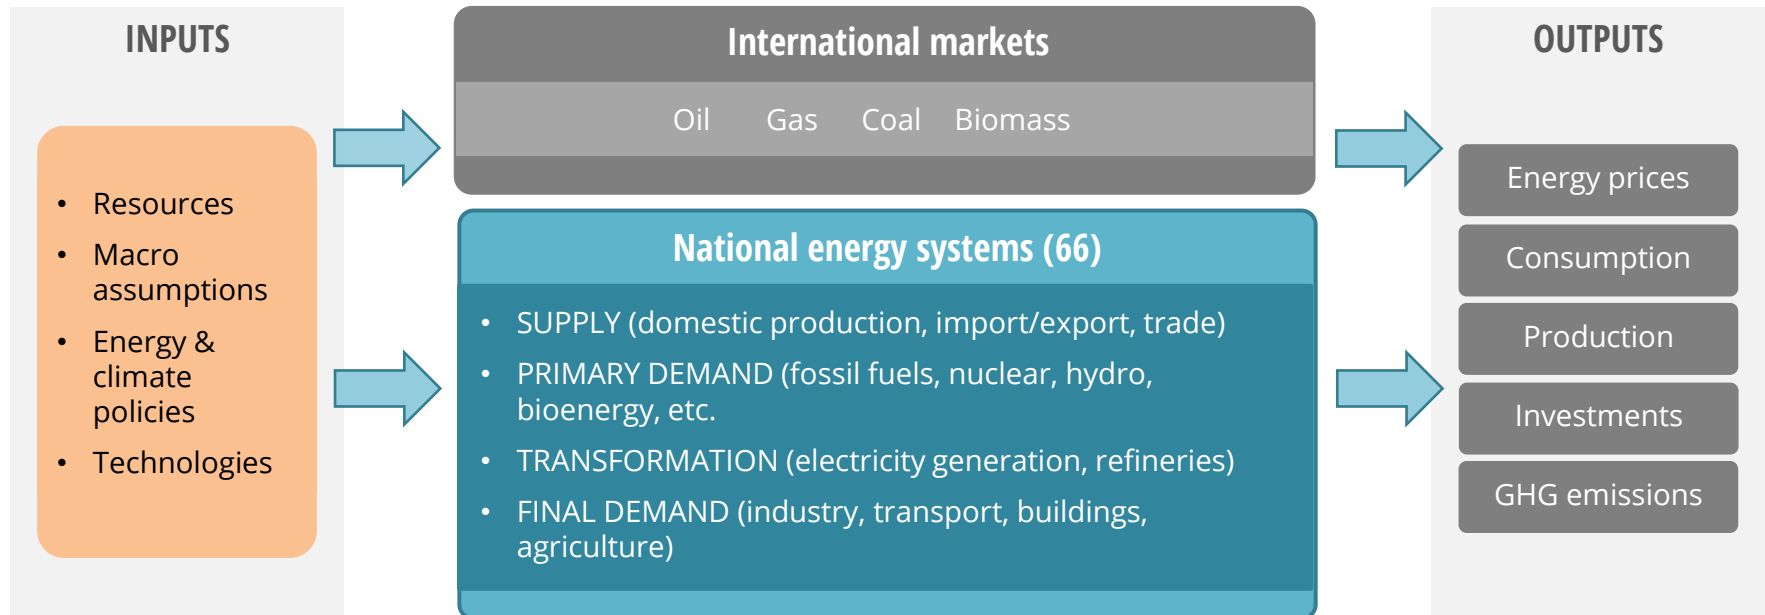 INPUTS
• Resources
• Macro
assumptions
• Energy &
climate
policies
• Technologies
International markets
Oil Gas Coal Biomass
National energy systems (66)
• SUPPLY (domestic production, import/export, trade)
• PRIMARY DEMAND (fossil fuels, nuclear, hydro,
bioenergy, etc.
• TRANSFORMATION (electricity generation, refineries)
• FINAL DEMAND (industry, transport, buildings,
agriculture)
OUTPUTS
Energy prices
Consumption
Production
Investments
GHG emissions